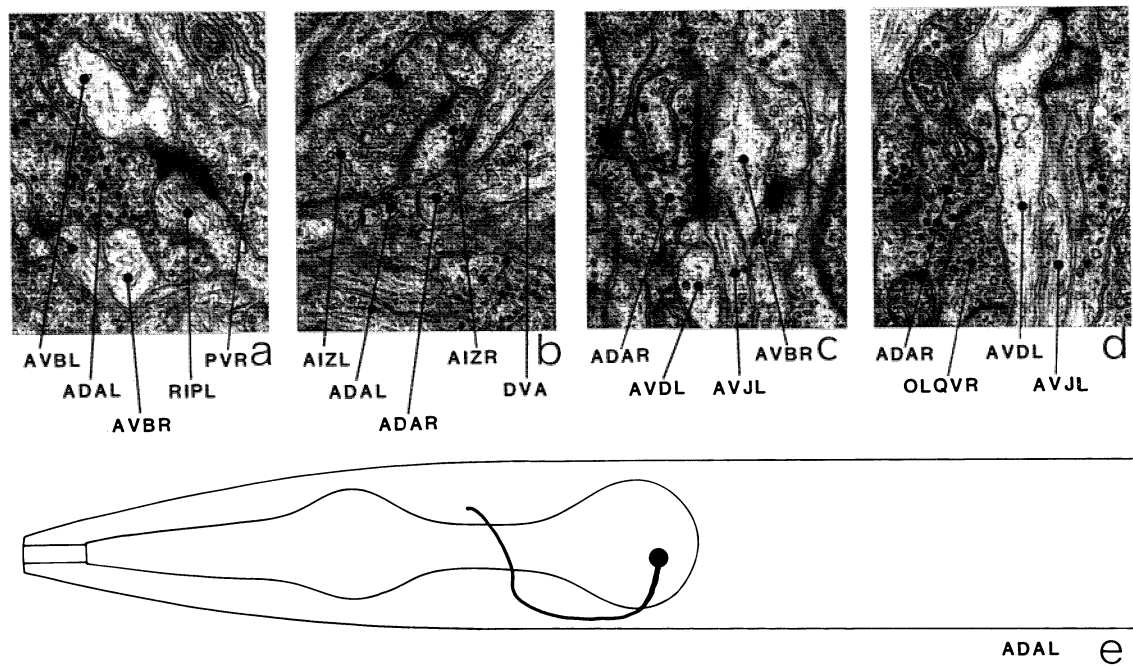 AVBL
ADAL
AVBR
RIPL
PVR
a
AIZL
ADAL
ADAR
AIZR
DVA
b
ADAR
AVDL
AVJL
AVBR
c
ADAR
OLQVR
AVDL
AVJL
d
ADAL
e